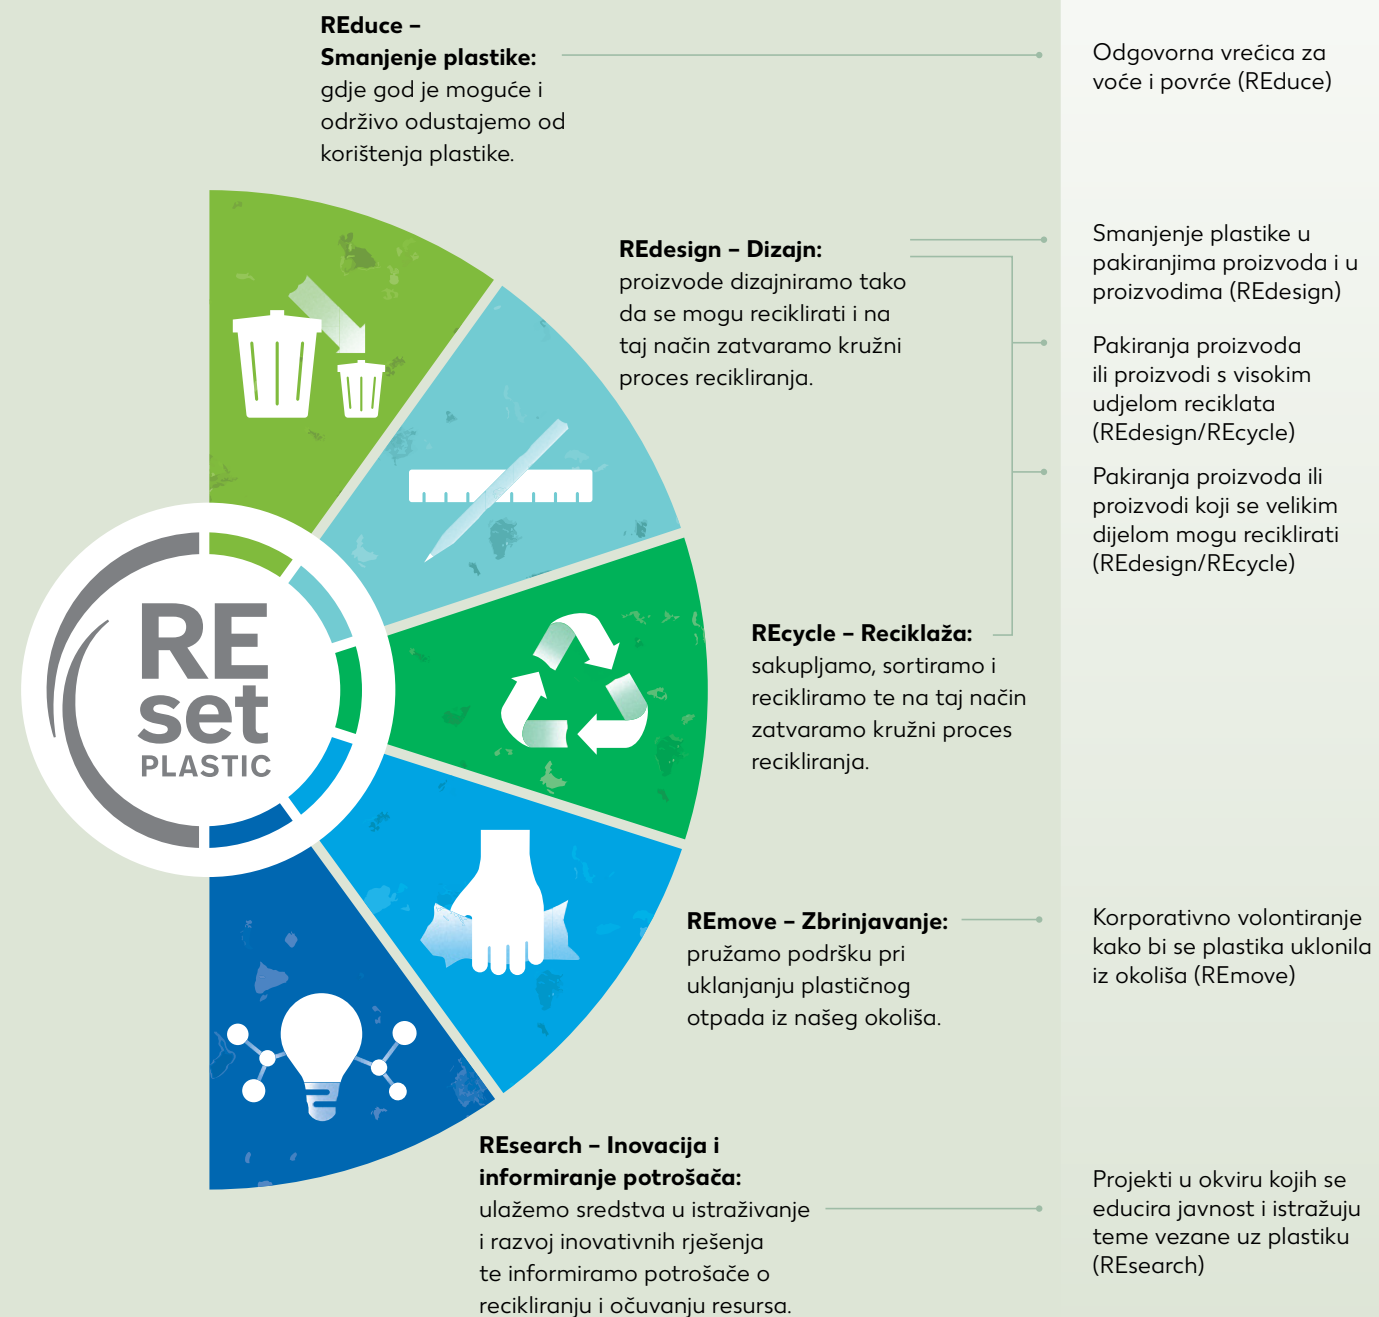 REduce –
Smanjenje plastike:
gdje god je moguće i
održivo odustajemo od
korištenja plastike.
Odgovorna vrećica za
voće i povrće (REduce)
REdesign – Dizajn:
proizvode dizajniramo tako
da se mogu reciklirati i na
taj način zatvaramo kružni
proces recikliranja.
Smanjenje plastike u
pakiranjima proizvoda i u
proizvodima (REdesign)
Pakiranja proizvoda
ili proizvodi s visokim
udjelom reciklata
(REdesign/REcycle)
Pakiranja proizvoda ili
proizvodi koji se velikim
dijelom mogu reciklirati
(REdesign/REcycle)
RE
set
PLASTIC
REcycle – Reciklaža:
sakupljamo, sortiramo i
recikliramo te na taj način
zatvaramo kružni proces
recikliranja.
REmove – Zbrinjavanje:
pružamo podršku pri
uklanjanju plastičnog
otpada iz našeg okoliša.
Korporativno volontiranje
kako bi se plastika uklonila
iz okoliša (REmove)
REsearch – Inovacija i
informiranje potrošača:
ulažemo sredstva u istraživanje
i razvoj inovativnih rješenja
te informiramo potrošače o
recikliranju i očuvanju resursa.
Projekti u okviru kojih se
educira javnost i istražuju
teme vezane uz plastiku
(REsearch)